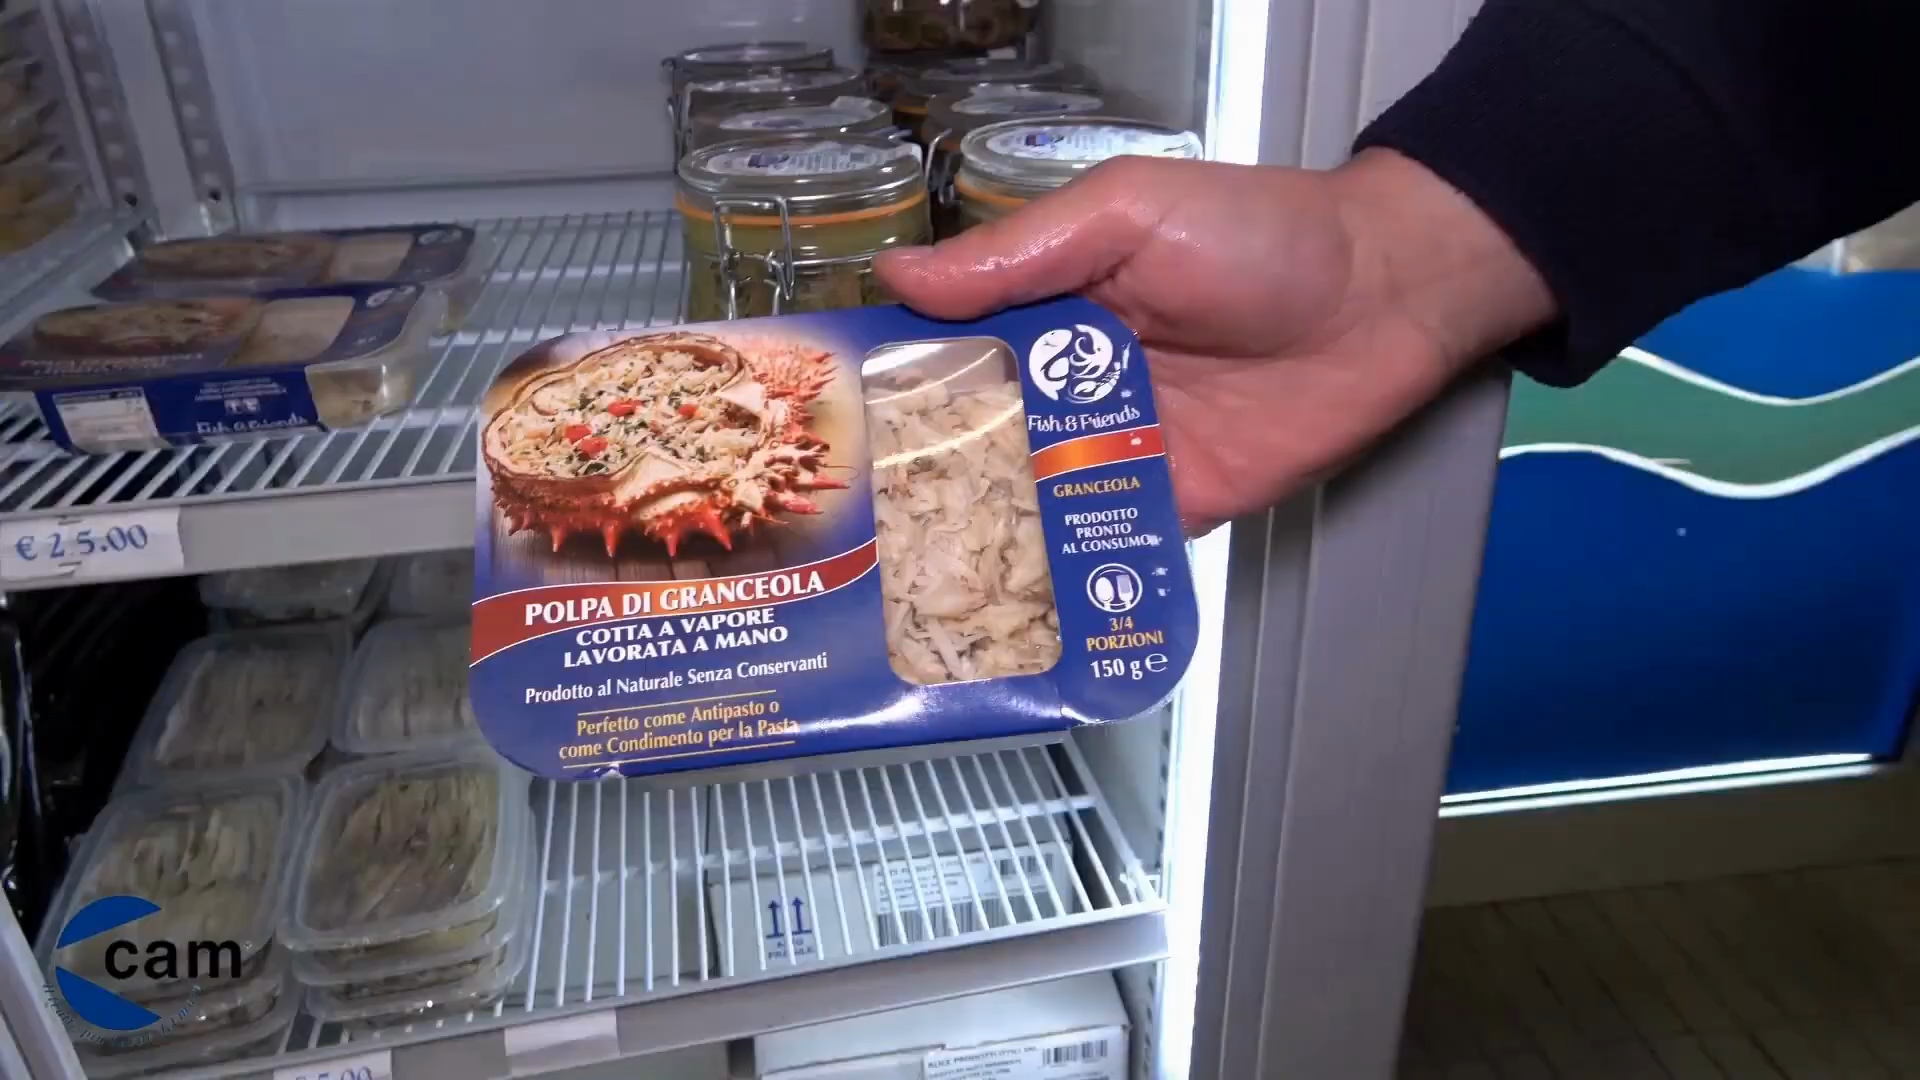 Fish & Friends
GRANCEOLA
PRODOTTO
PRONTO
AL CONSUMO
3/4
PORZIONI
150 g e
POLPA DI GRANCEOLA
COTTA A VAPORE
LAVORATA A MANO
Prodotto al Naturale Senza Conservanti
Perfetto come Antipasto o
come Condimento per la Pasta
Fish & Friends
€ 25.00
cam